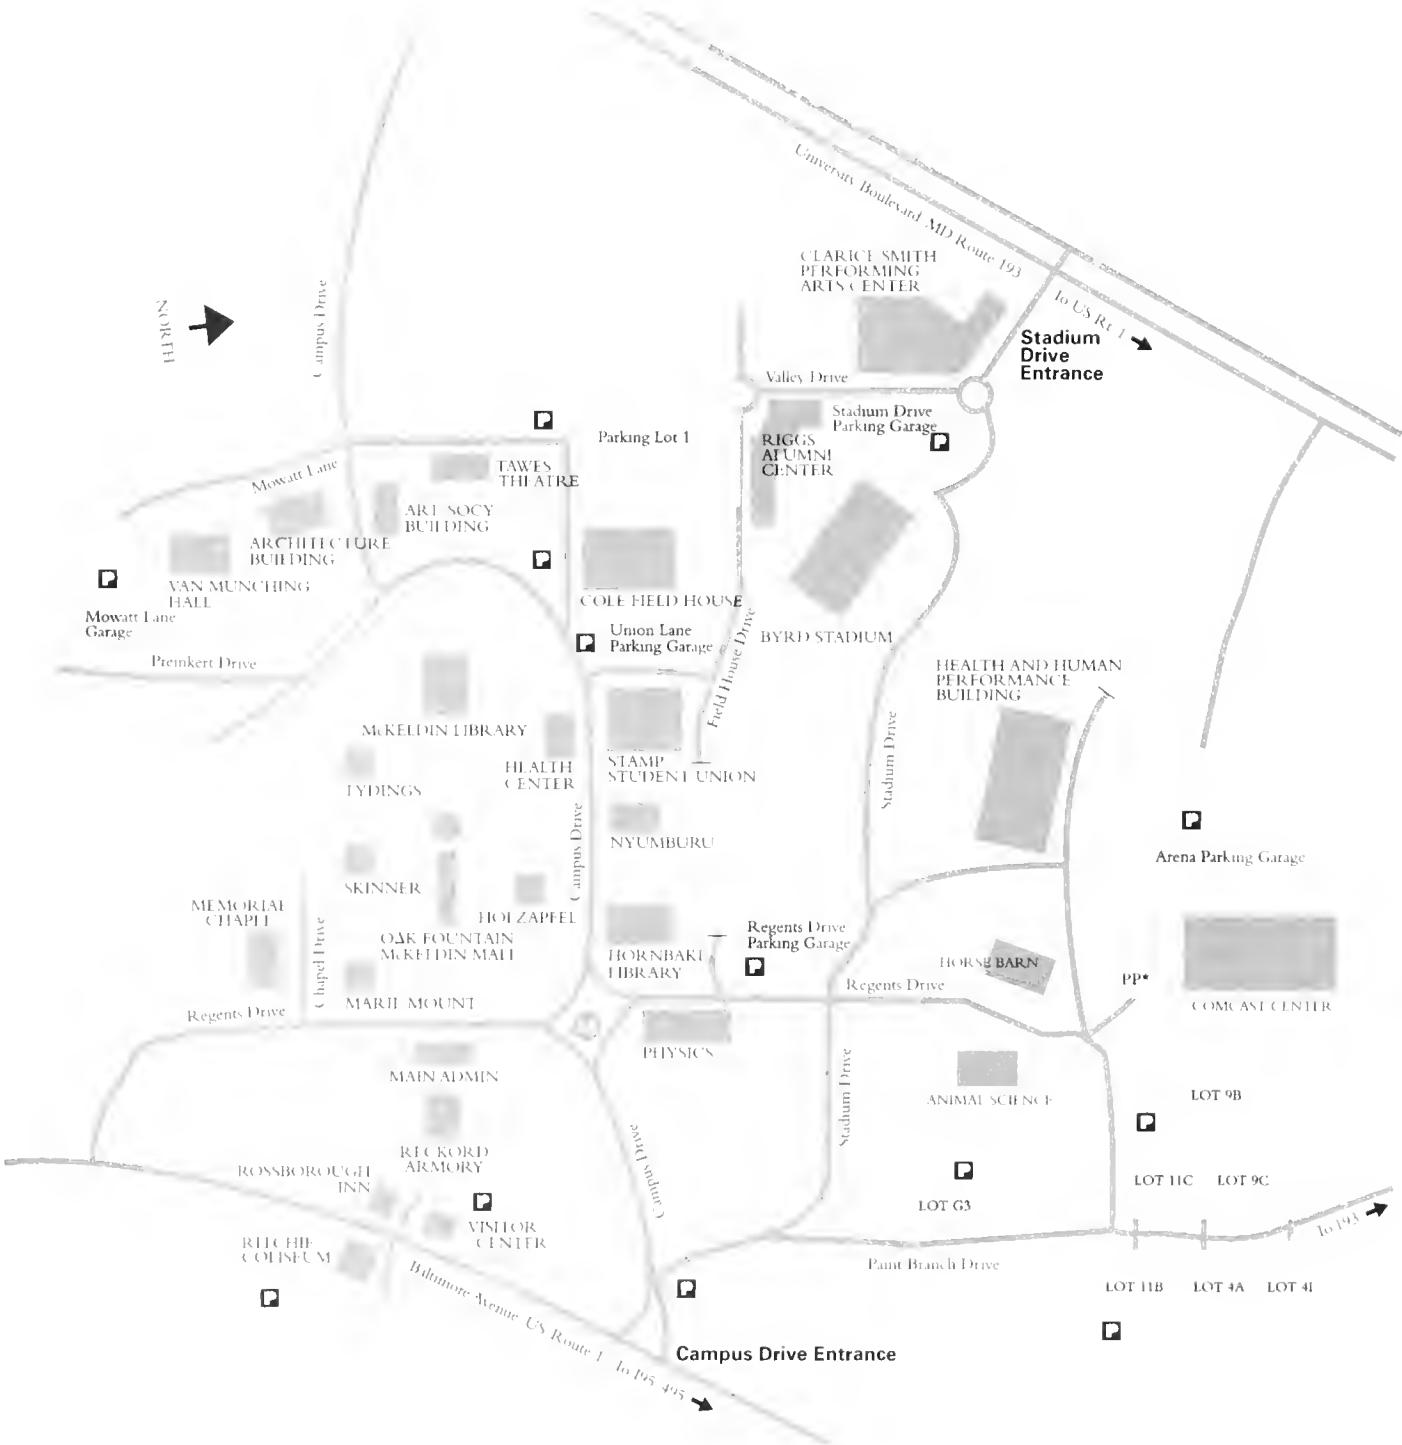 University Boulevard MD Route 193
To US Rt. 1
CLARICE SMITH
PERFORMING
ARTS CENTER
Campus Drive
NORTH
Stadium
Drive
Entrance
Valley Drive
Stadium Drive
Parking Garage
Parking Lot 1
RIGGS
ALUMNI
CENTER
Mowatt Lane
TAWES
THEATRE
ART-SOCY
BUILDING
ARCHITECTURE
BUILDING
VAN MUNCHING
HALL
Mowatt Lane
Garage
COLE FIELD HOUSE
Union Lane
Parking Garage
Field House Drive
BYRD STADIUM
Preinkert Drive
HEALTH AND HUMAN
PERFORMANCE
BUILDING
McKELDIN LIBRARY
HEALTH
CENTER
STAMP
STUDENT UNION
Stadium Drive
TYDINGS
Campus Drive
NYUMBURU
Arena Parking Garage
SKINNER
HOLZAPFEL
MEMORIAL
CHAPEL
Chapel Drive
ODK FOUNTAIN
McKELDIN MALL
HORNBAKE
LIBRARY
Regents Drive
Parking Garage
HORSE BARN
Regents Drive
PP*
COMCAST CENTER
MARIE MOUNT
Regents Drive
PHYSICS
MAIN ADMIN
Stadium Drive
ANIMAL SCIENCE
LOT 9B
RECKORD
ARMORY
Campus Drive
ROSSBOROUGH
INN
LOT 11C
LOT 9C
LOT G3
VISITOR
CENTER
RITCHIE
COLISEUM
To 193
Paint Branch Drive
LOT 11B
LOT 4A
LOT 4I
Baltimore Avenue US Route 1
To I95-495
Campus Drive Entrance